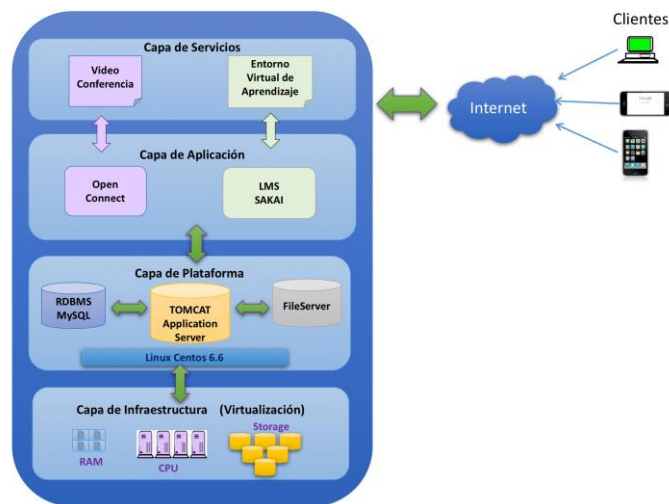 Clientes
Capa de Servicios
Video
Conferencia
Entorno
Virtual de
Aprendizaje
Internet
Capa de Aplicación
Open
Connect
LMS
SAKAI
Capa de Plataforma
RDBMS
MySQL
TOMCAT
Application
Server
FileServer
Linux Centos 6.6
Capa de Infraestructura (Virtualización)
RAM
CPU
Storage